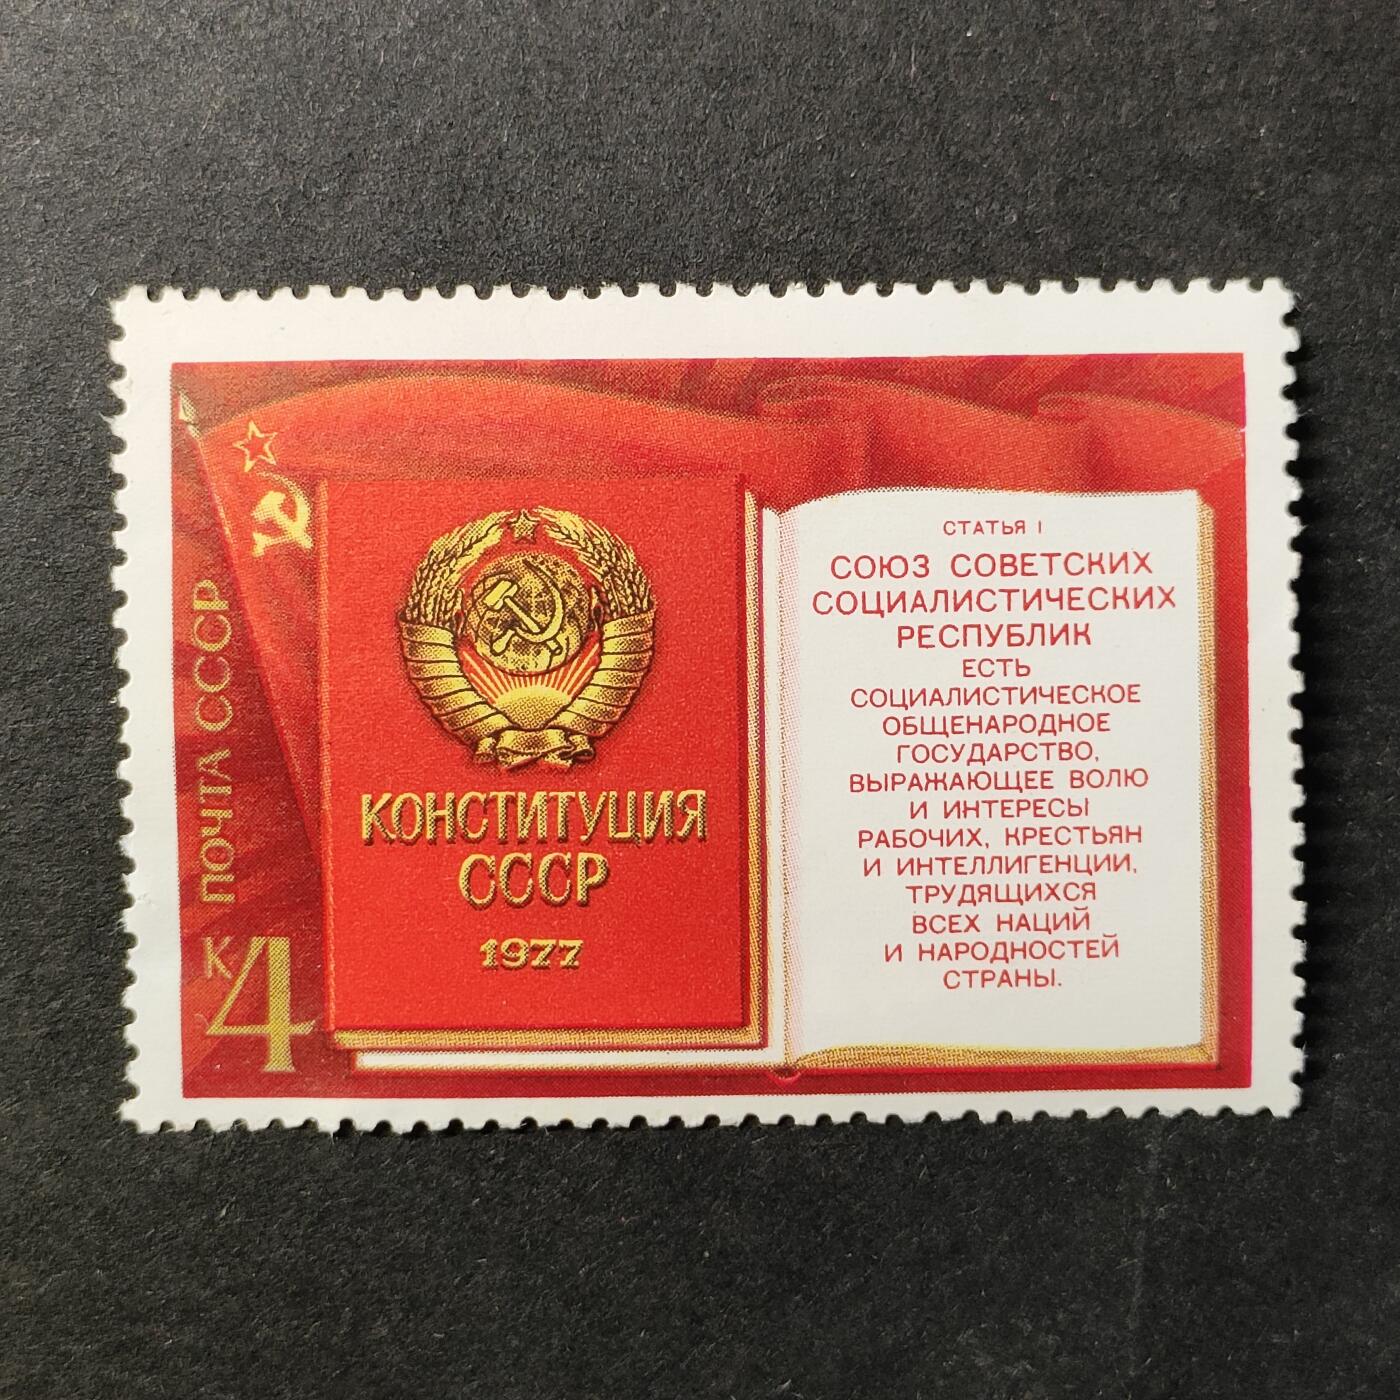 ПОЧТА СССР
К4
КОНСТИТУЦИЯ
СССР
1977
СТАТЬЯ I
СОЮЗ СОВЕТСКИХ
СОЦИАЛИСТИЧЕСКИХ
РЕСПУБЛИК
ЕСТЬ
СОЦИАЛИСТИЧЕСКОЕ
ОБЩЕНАРОДНОЕ
ГОСУДАРСТВО,
ВЫРАЖАЮЩЕЕ ВОЛЮ
И ИНТЕРЕСЫ
РАБОЧИХ, КРЕСТЬЯН
И ИНТЕЛЛИГЕНЦИИ,
ТРУДЯЩИХСЯ
ВСЕХ НАЦИЙ
И НАРОДНОСТЕЙ
СТРАНЫ.